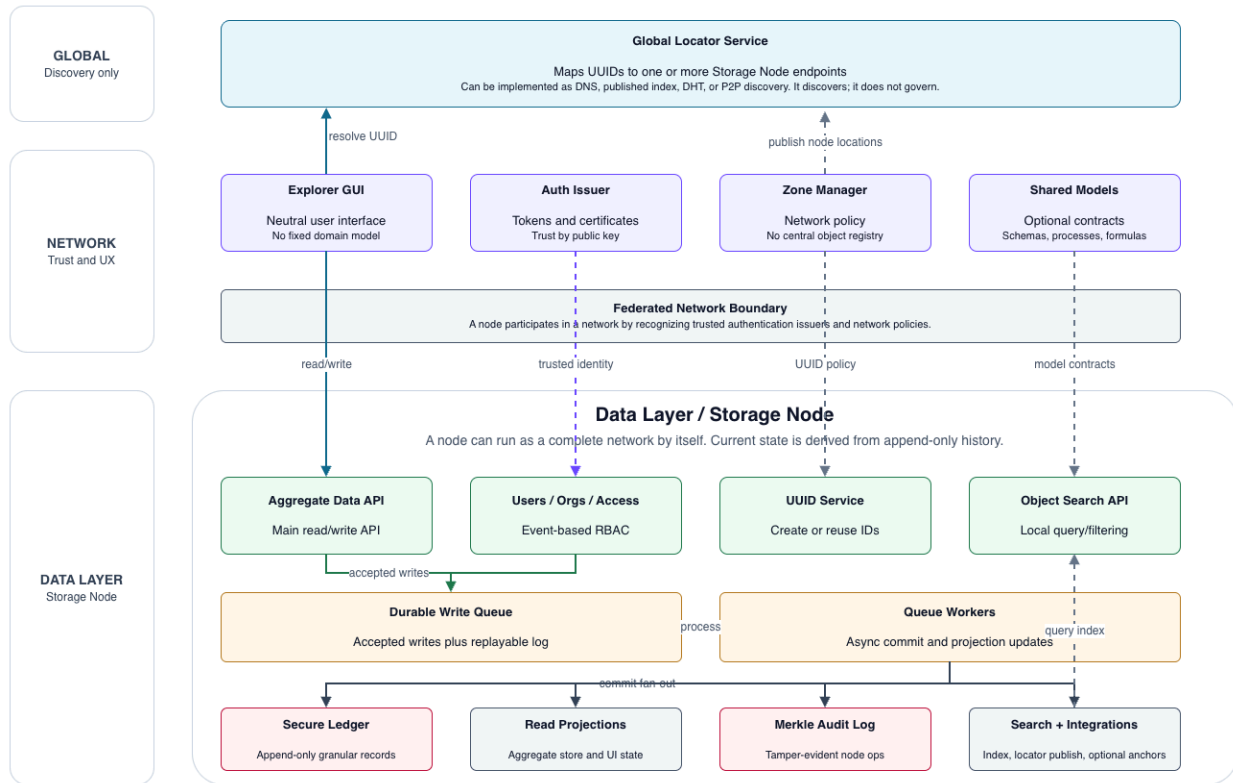 GLOBAL
Discovery only
Global Locator Service
Maps UUIDs to one or more Storage Node endpoints
Can be implemented as DNS, published index, DHT, or P2P discovery. It discovers; it does not govern.
resolve UUID
publish node locations
NETWORK
Trust and UX
Explorer GUI
Neutral user interface
No fixed domain model
Auth Issuer
Tokens and certificates
Trust by public key
Zone Manager
Network policy
No central object registry
Shared Models
Optional contracts
Schemas, processes, formulas
Federated Network Boundary
A node participates in a network by recognizing trusted authentication issuers and network policies.
read/write
trusted identity
UUID policy
model contracts
DATA LAYER
Storage Node
Data Layer / Storage Node
A node can run as a complete network by itself. Current state is derived from append-only history.
Aggregate Data API
Main read/write API
Users / Orgs / Access
Event-based RBAC
UUID Service
Create or reuse IDs
Object Search API
Local query/filtering
accepted writes
Durable Write Queue
Accepted writes plus replayable log
process
Queue Workers
Async commit and projection updates
query index
commit fan-out
Secure Ledger
Append-only granular records
Read Projections
Aggregate store and UI state
Merkle Audit Log
Tamper-evident node ops
Search + Integrations
Index, locator publish, optional anchors